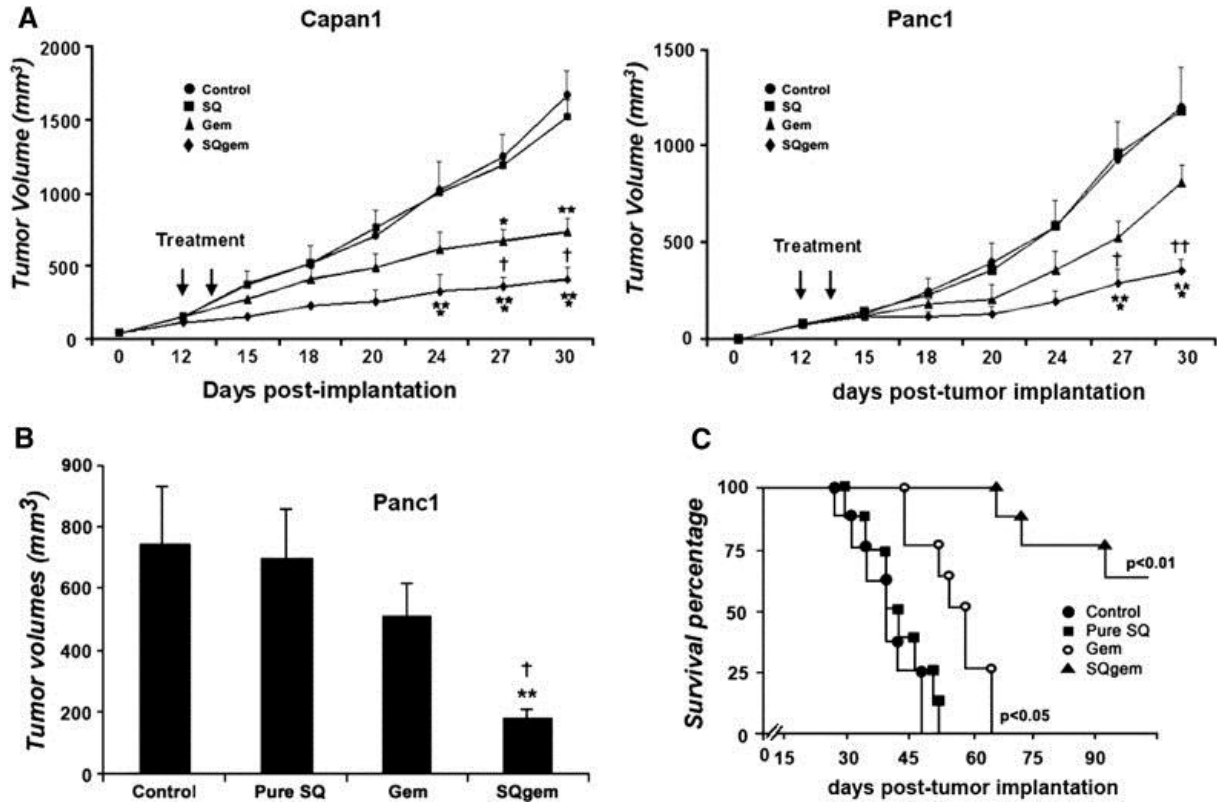 A
Capan1
Tumor Volume (mm3)
2000
1500
1000
500
0
Control
SQ
Gem
SQgem
Treatment
* **
† †
** ** **
* * *
0 12 15 18 20 24 27 30
Days post-implantation
Panc1
Tumor Volume (mm3)
1500
1000
500
0
Control
SQ
Gem
SQgem
Treatment
† ††
** **
* *
0 12 15 18 20 24 27 30
days post-tumor implantation
B
Panc1
Tumor volumes (mm3)
900
800
600
400
200
0
†
**
Control Pure SQ Gem SQgem
C
Survival percentage
100
75
50
25
0
p<0.01
Control
Pure SQ
Gem
SQgem
p<0.05
0 15 30 45 60 75 90
days post-tumor implantation